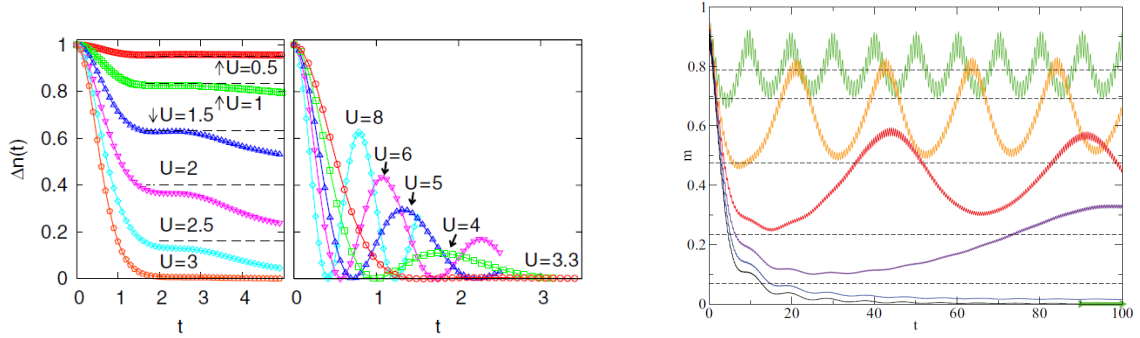 Δn(t)
1
0.8
0.6
0.4
0.2
0
↑U=0.5
↑U=1
↓U=1.5
U=2
U=2.5
U=3
0 1 2 3 4
t
U=8
U=6
U=5
U=4
U=3.3
0 1 2 3
t
m
0.8
0.6
0.4
0.2
0
0 20 40 60 80 100
t